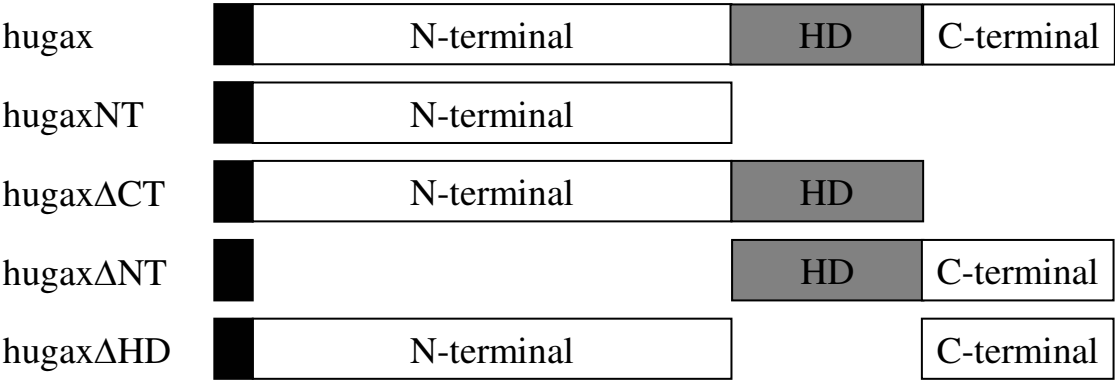 hugax N-terminal HD C-terminal
hugaxNT N-terminal
hugaxΔCT N-terminal HD
hugaxΔNT HD C-terminal
hugaxΔHD N-terminal C-terminal